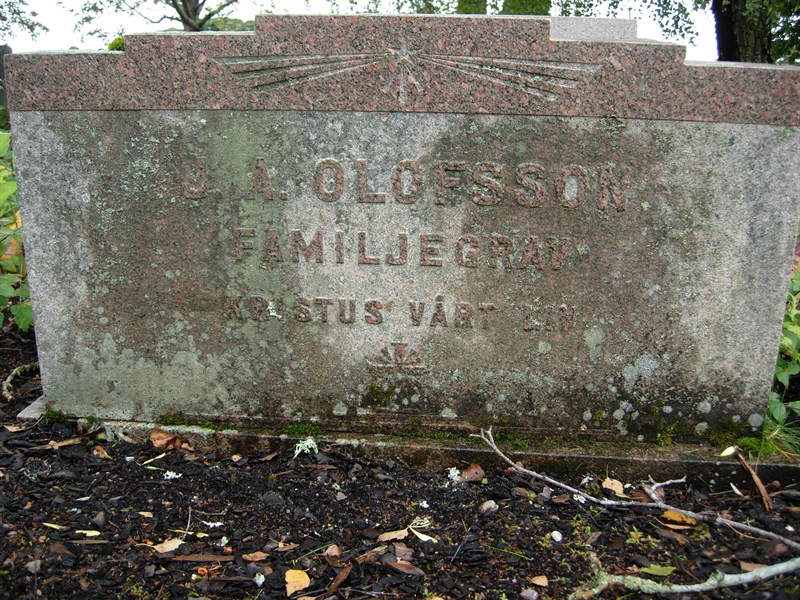 J. A. OLOFSSON
FAMILJEGRAV
KRISTUS VÅRT LIV